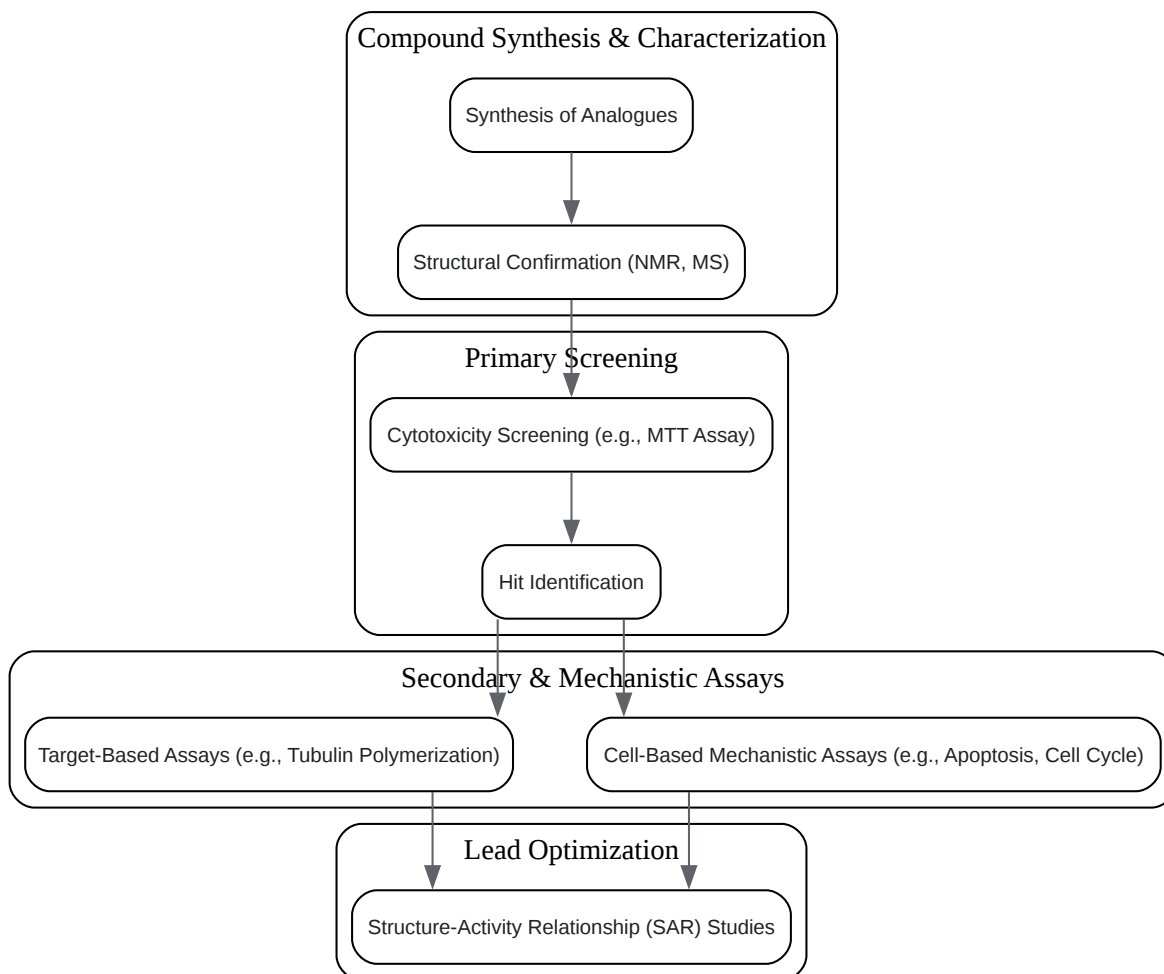 Compound Synthesis & Characterization
Synthesis of Analogues
Structural Confirmation (NMR, MS)
Primary Screening
Cytotoxicity Screening (e.g., MTT Assay)
Hit Identification
Secondary & Mechanistic Assays
Target-Based Assays (e.g., Tubulin Polymerization)
Cell-Based Mechanistic Assays (e.g., Apoptosis, Cell Cycle)
Lead Optimization
Structure-Activity Relationship (SAR) Studies